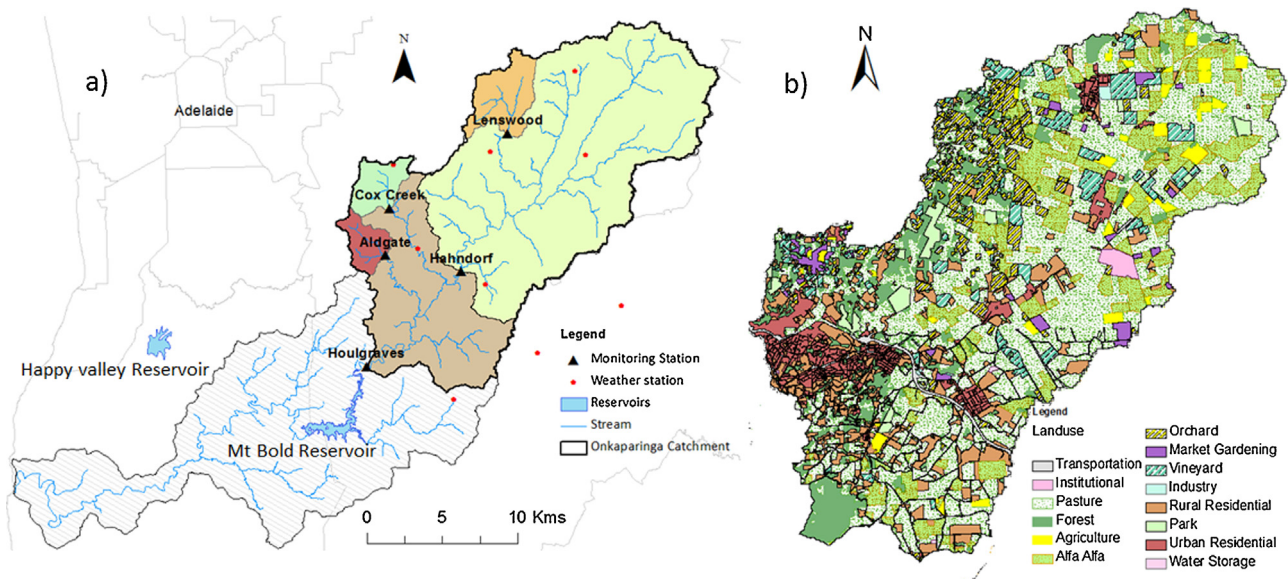 a)
N
Adelaide
Lenswood
Cox Creek
Aldgate
Hahndorf
Houlgraves
Happy valley Reservoir
Mt Bold Reservoir
Legend
Monitoring Station
Weather station
Reservoirs
Stream
Onkaparinga Catchment
0 5 10 Kms
b)
N
Legend
Landuse
Transportation
Institutional
Pasture
Forest
Agriculture
Alfa Alfa
Orchard
Market Gardening
Vineyard
Industry
Rural Residential
Park
Urban Residential
Water Storage